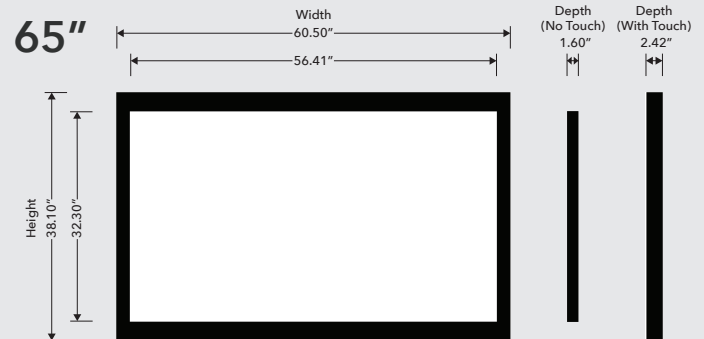 65”
Width
60.50”
56.41”
Depth
(No Touch)
1.60”
Depth
(With Touch)
2.42”
Height
38.10”
32.30”